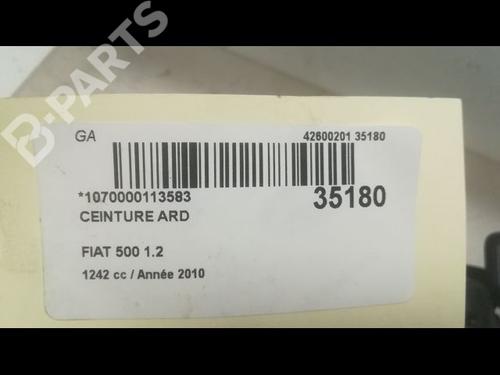 B-PARTS
GA
42600201 35180
*1070000113583
35180
CEINTURE ARD
FIAT 500 1.2
1242 cc / Année 2010